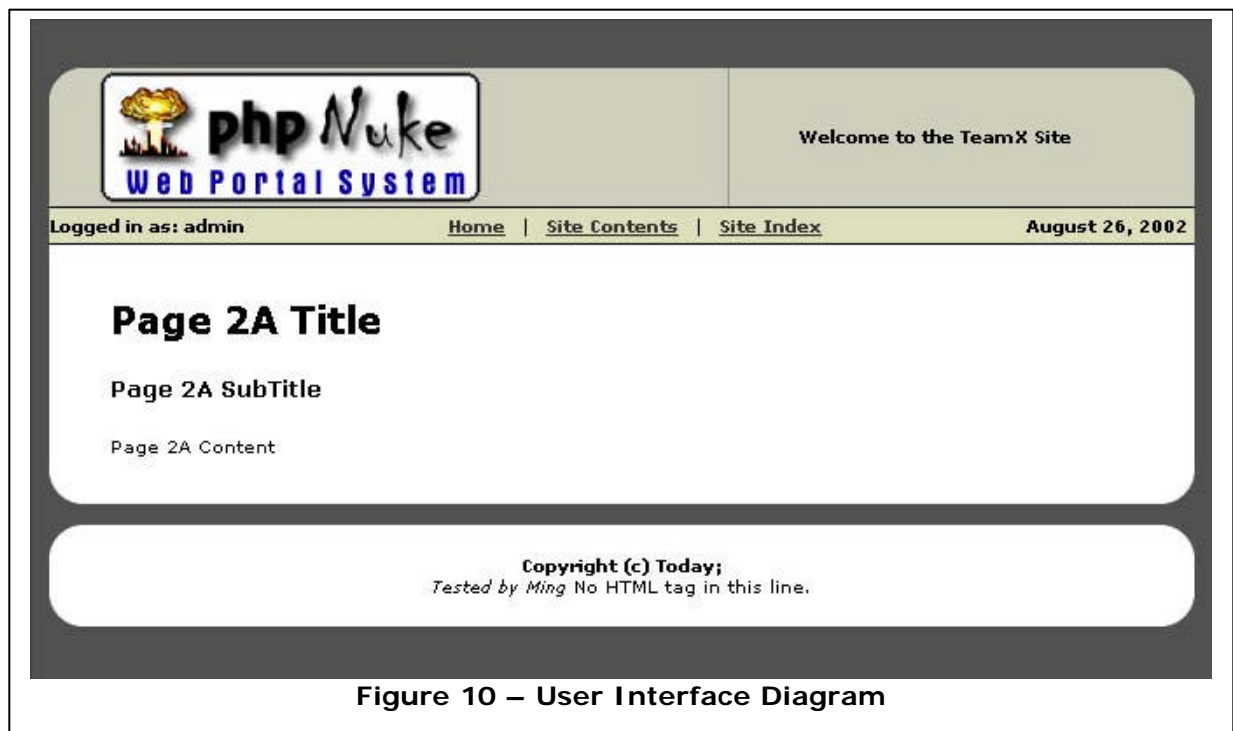 php Nuke
Web Portal System
Welcome to the TeamX Site
Logged in as: admin
Home | Site Contents | Site Index
August 26, 2002
Page 2A Title
Page 2A SubTitle
Page 2A Content
Copyright (c) Today;
Tested by Ming No HTML tag in this line.
Figure 10 – User Interface Diagram